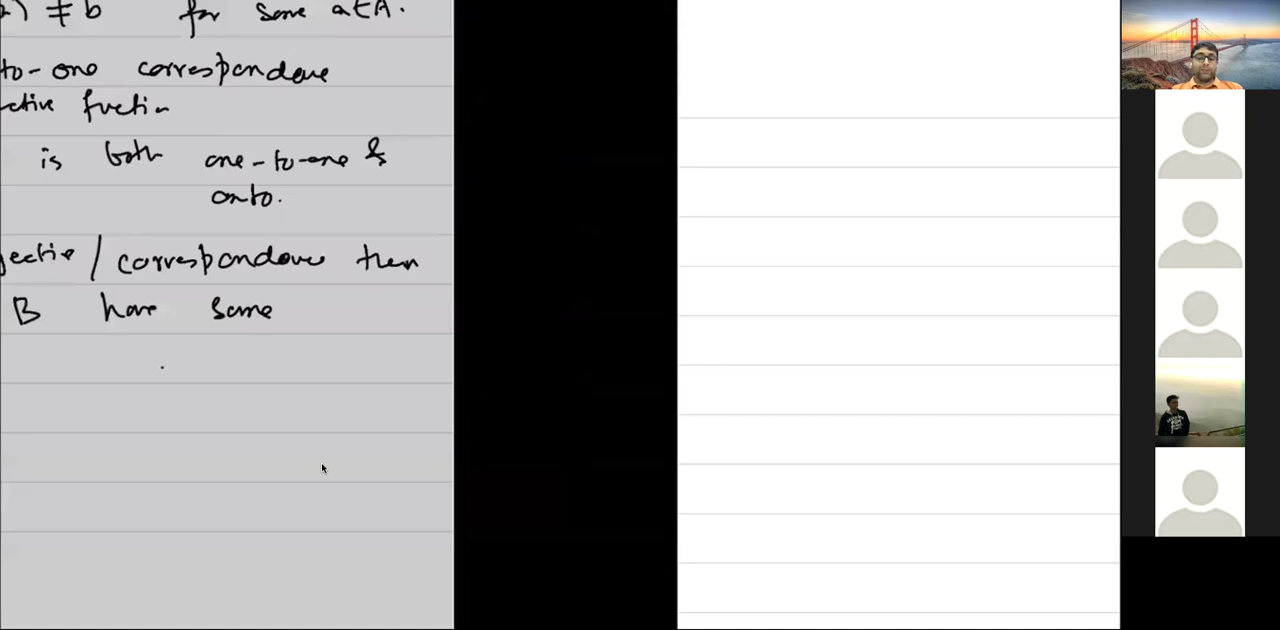 ) ≠ b for some a∈A.
to-one correspondence
ctive function
is both one-to-one &
onto.
jective / correspondence then
B have same